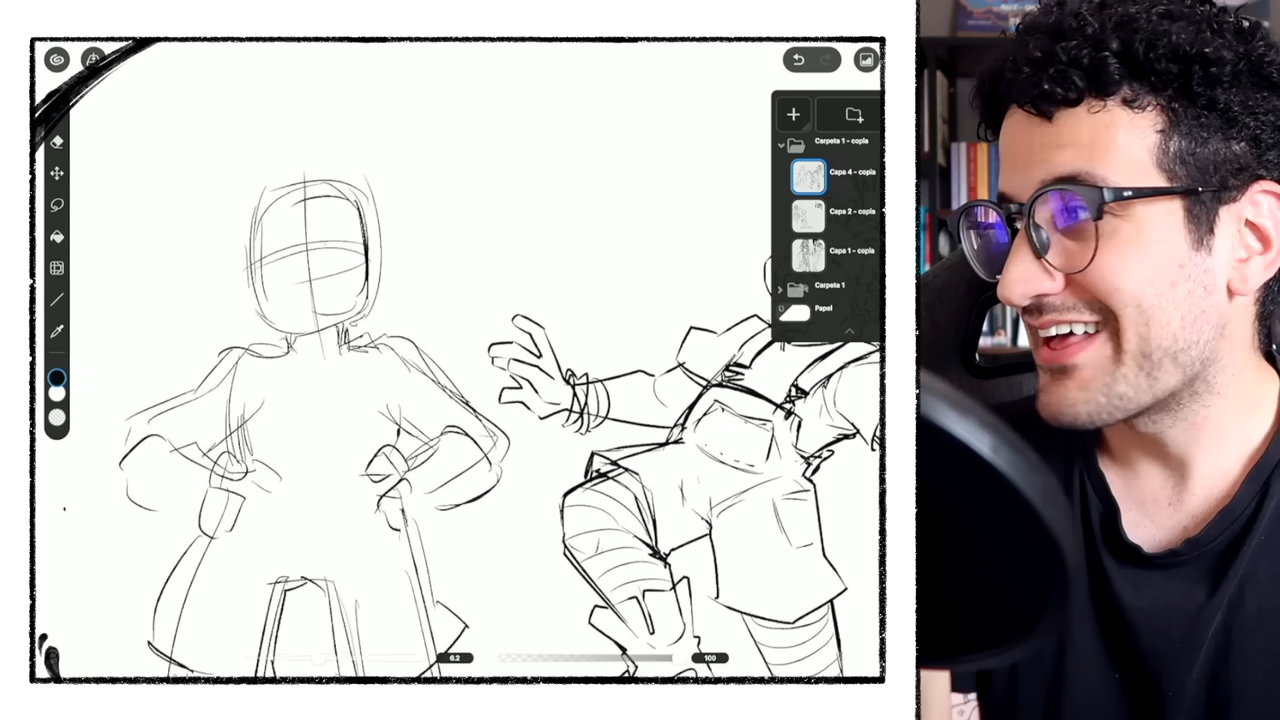 Carpeta 1 - copia
Capa 4 - copia
Capa 2 - copia
Capa 1 - copia
Carpeta 1
Papel
6.2
100